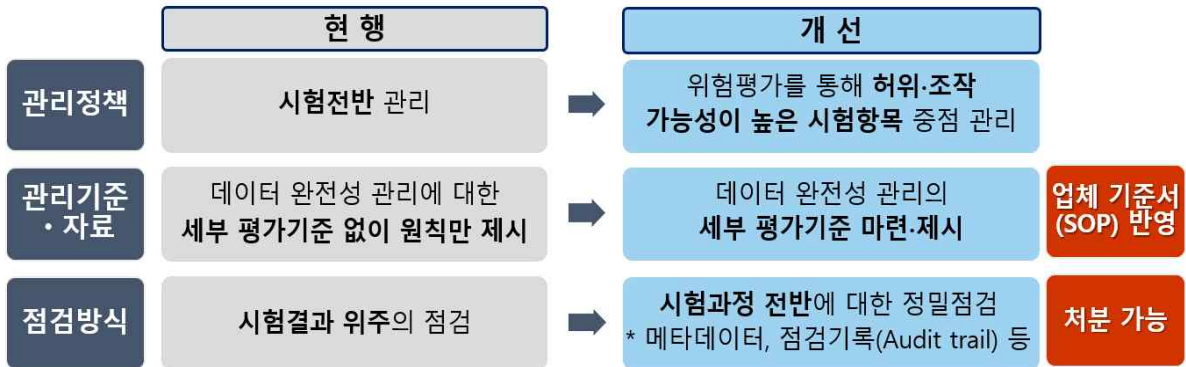 현 행
개 선
관리정책
시험전반 관리
위험평가를 통해 허위·조작
가능성이 높은 시험항목 중점 관리
관리기준
·자료
데이터 완전성 관리에 대한
세부 평가기준 없이 원칙만 제시
데이터 완전성 관리의
세부 평가기준 마련·제시
업체 기준서
(SOP) 반영
점검방식
시험결과 위주의 점검
시험과정 전반에 대한 정밀점검
* 메타데이터, 점검기록(Audit trail) 등
처분 가능